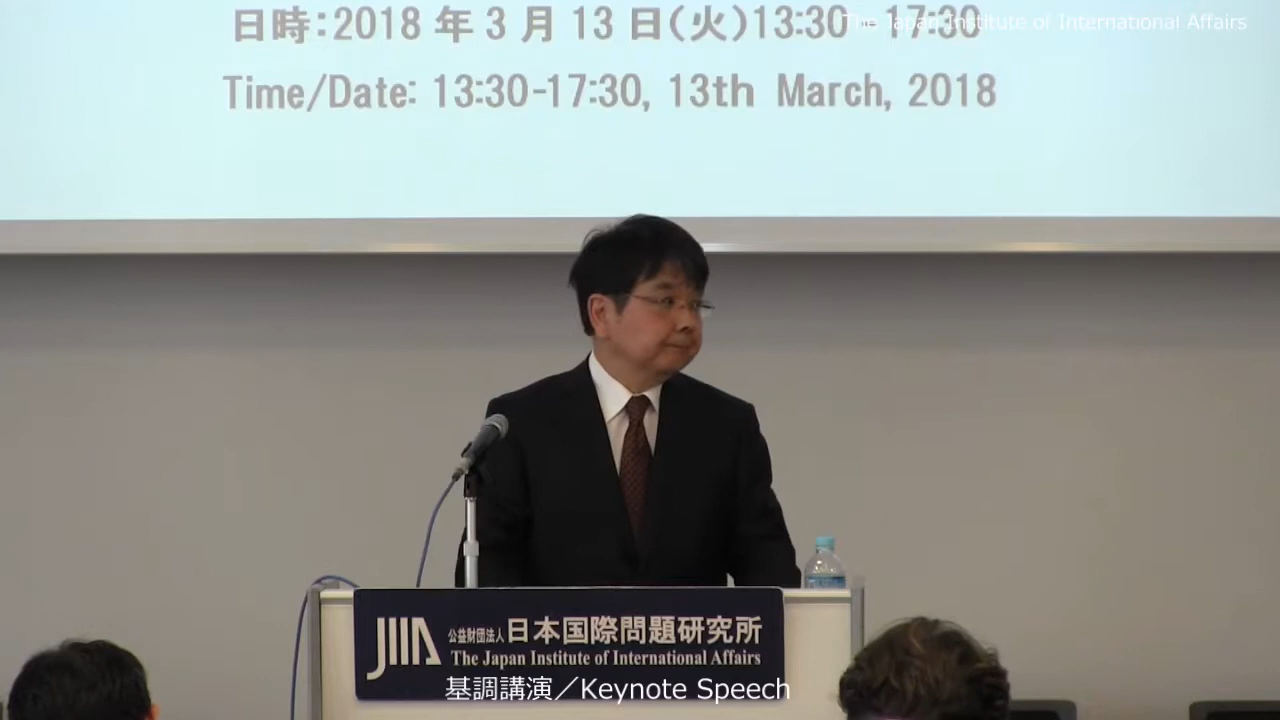 The Japan Institute of International Affairs
日時:2018 年 3 月 13 日(火)13:30 17:30
Time/Date: 13:30-17:30, 13th March, 2018
JIIA
公益財団法人 日本国際問題研究所
The Japan Institute of International Affairs
基調講演／Keynote Speech